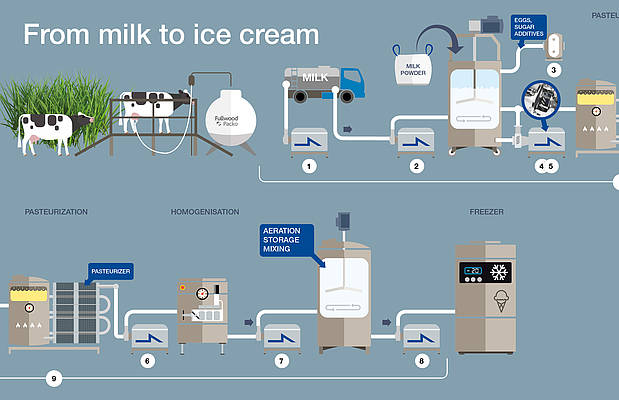 From milk to ice cream
Fullwood
Packo
MILK
MILK
POWDER
EGGS,
SUGAR
ADDITIVES
PASTEU
1
2
3
4 5
PASTEURIZATION
HOMOGENISATION
FREEZER
AERATION
STORAGE
MIXING
PASTEURIZER
-20
6
7
8
9